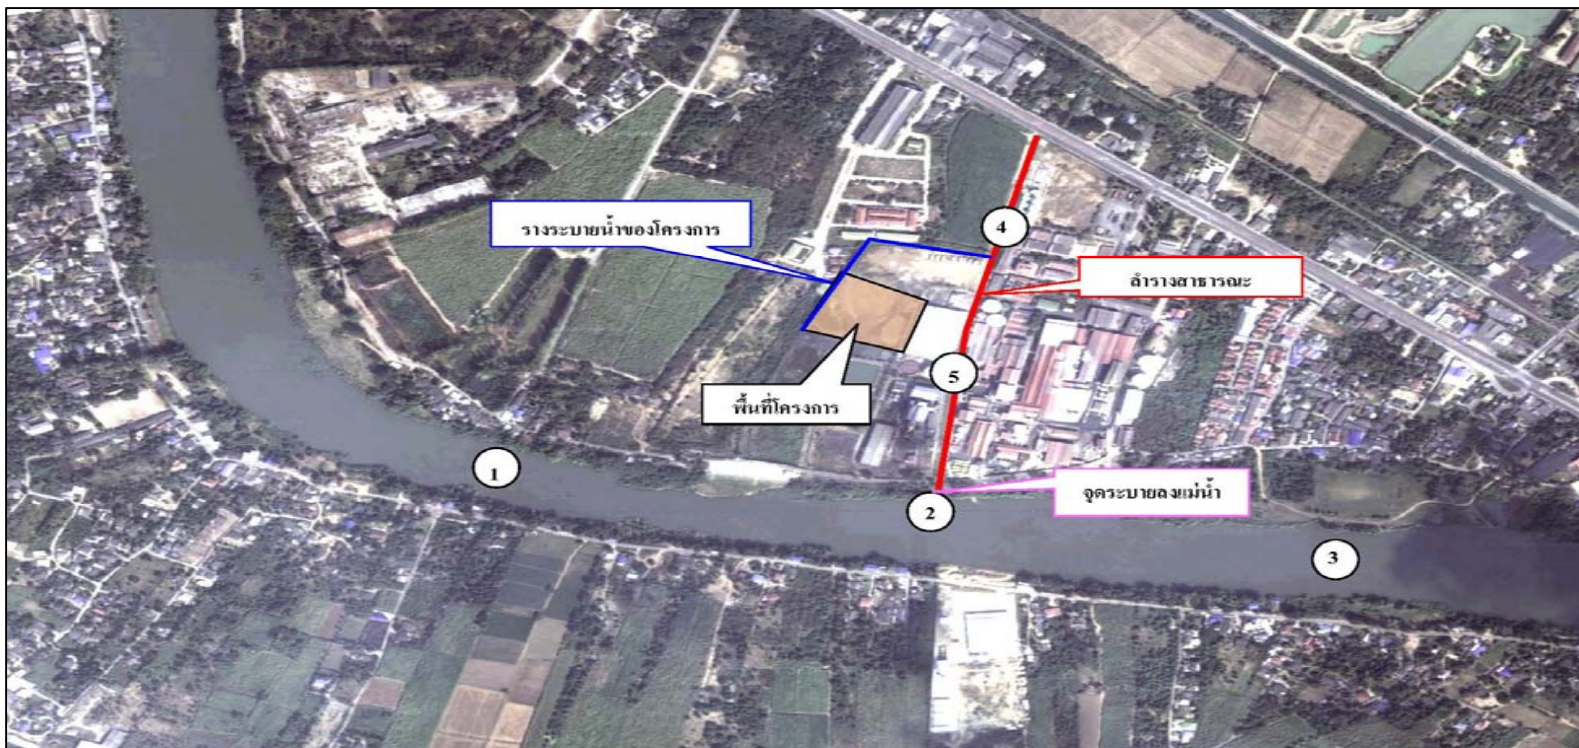 รางระบายน้ำของโครงการ
4
ลำรางสาธารณะ
5
พื้นที่โครงการ
1
จุดระบายลงแม่น้ำ
2
3